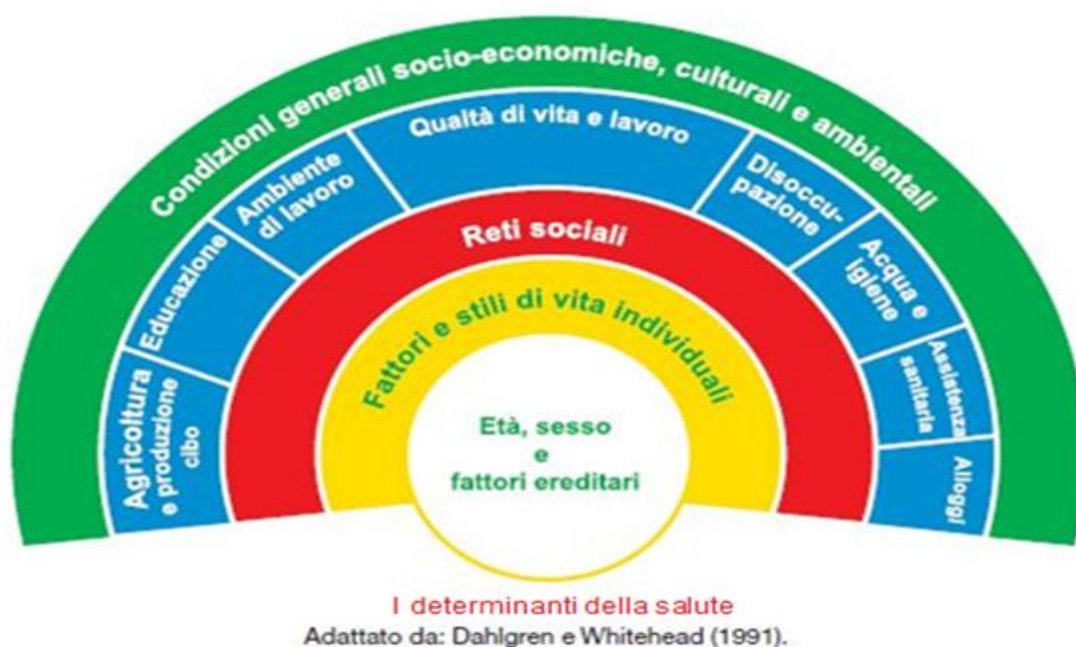 Condizioni generali socio-economiche, culturali e ambientali
Agricoltura
e produzione
cibo
Educazione
Ambiente
di lavoro
Qualtà di vita e lavoro
Disoccu-
pazione
Acqua e
igiene
Assistenza
sanitaria
Alloggi
Reti sociali
Fattori e stili di vita individuali
Età, sesso
e
fattori ereditari
I determinanti della salute
Adattato da: Dahlgren e Whitehead (1991).